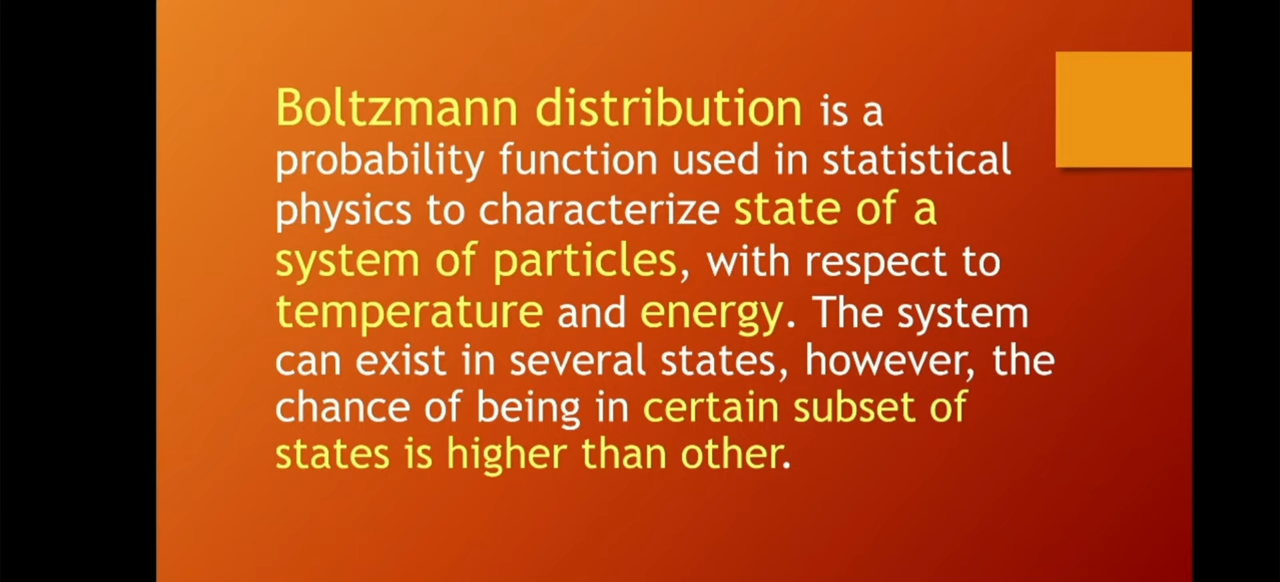 Boltzmann distribution is a
probability function used in statistical
physics to characterize state of a
system of particles, with respect to
temperature and energy. The system
can exist in several states, however, the
chance of being in certain subset of
states is higher than other.